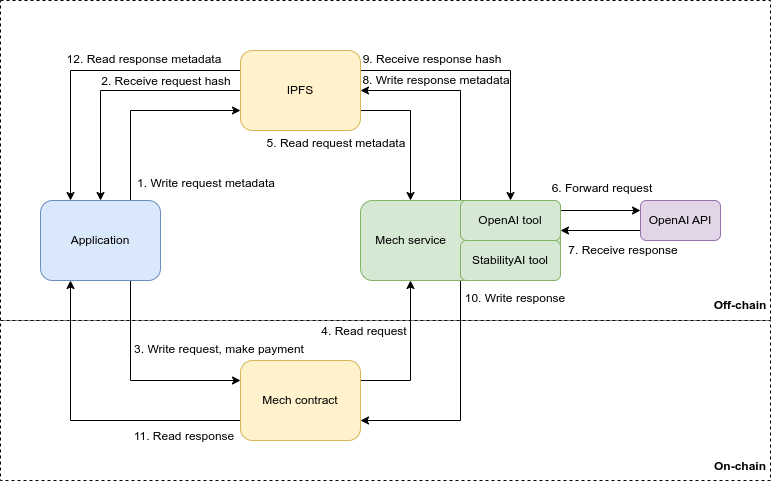 12. Read response metadata
9. Receive response hash
2. Receive request hash
8. Write response metadata
IPFS
5. Read request metadata
1. Write request metadata
6. Forward request
Application
Mech service
OpenAI tool
OpenAI API
7. Receive response
StabilityAI tool
10. Write response
Off-chain
4. Read request
3. Write request, make payment
Mech contract
11. Read response
On-chain